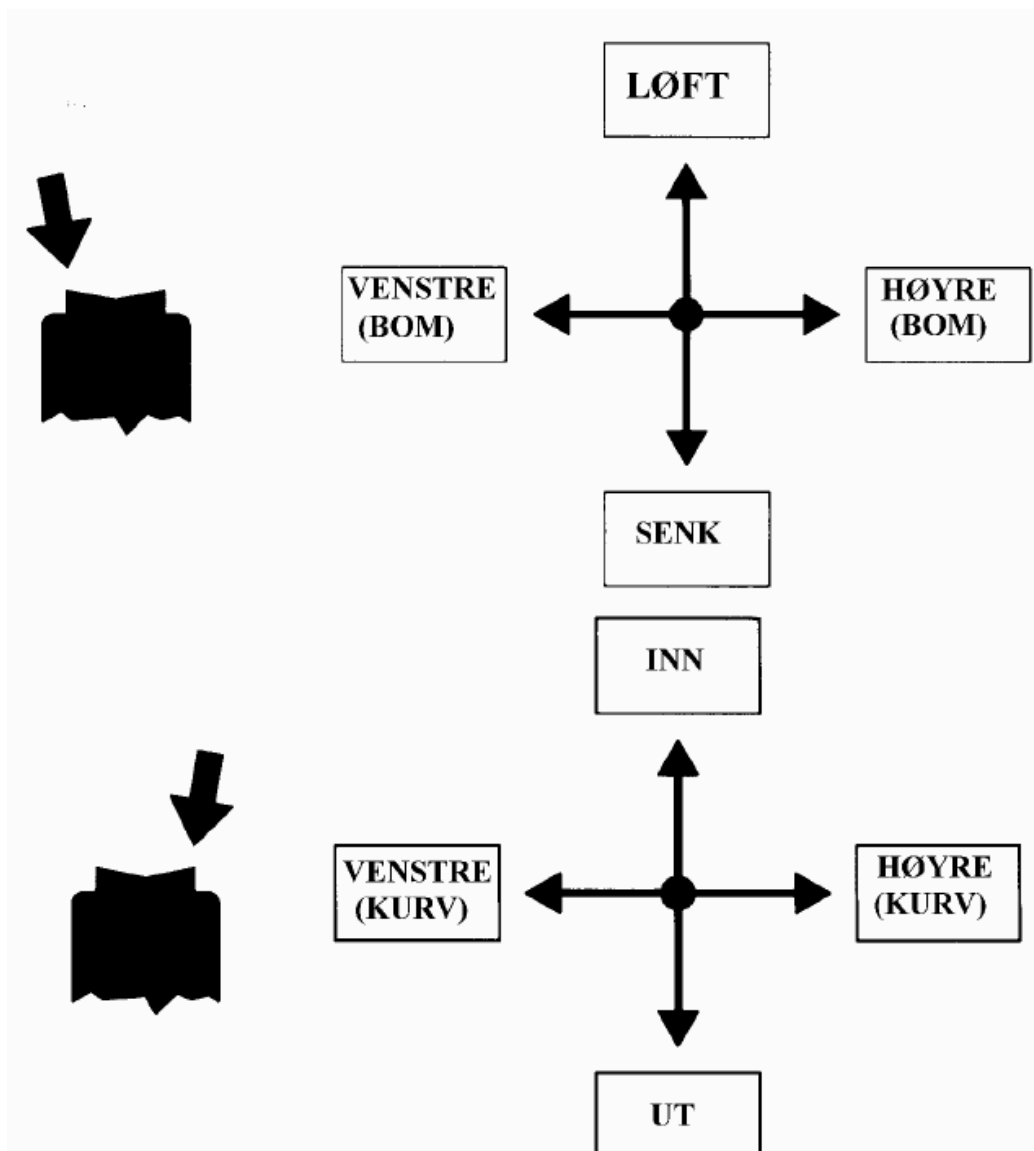 LØFT
VENSTRE
(BOM)
HØYRE
(BOM)
SENK
INN
VENSTRE
(KURV)
HØYRE
(KURV)
UT